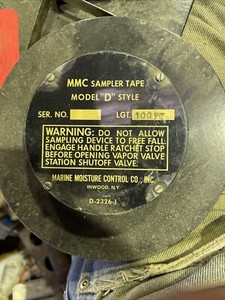 MMC SAMPLER TAPE
MODEL "D" STYLE
SER. NO. LGT. 100
WARNING: DO NOT ALLOW
SAMPLING DEVICE TO FREE FALL.
ENGAGE HANDLE RATCHET STOP
BEFORE OPENING VAPOR VALVE
STATION SHUTOFF VALVE.
MARINE MOISTURE CONTROL CO., INC.
INWOOD, N.Y.
D-2326-1